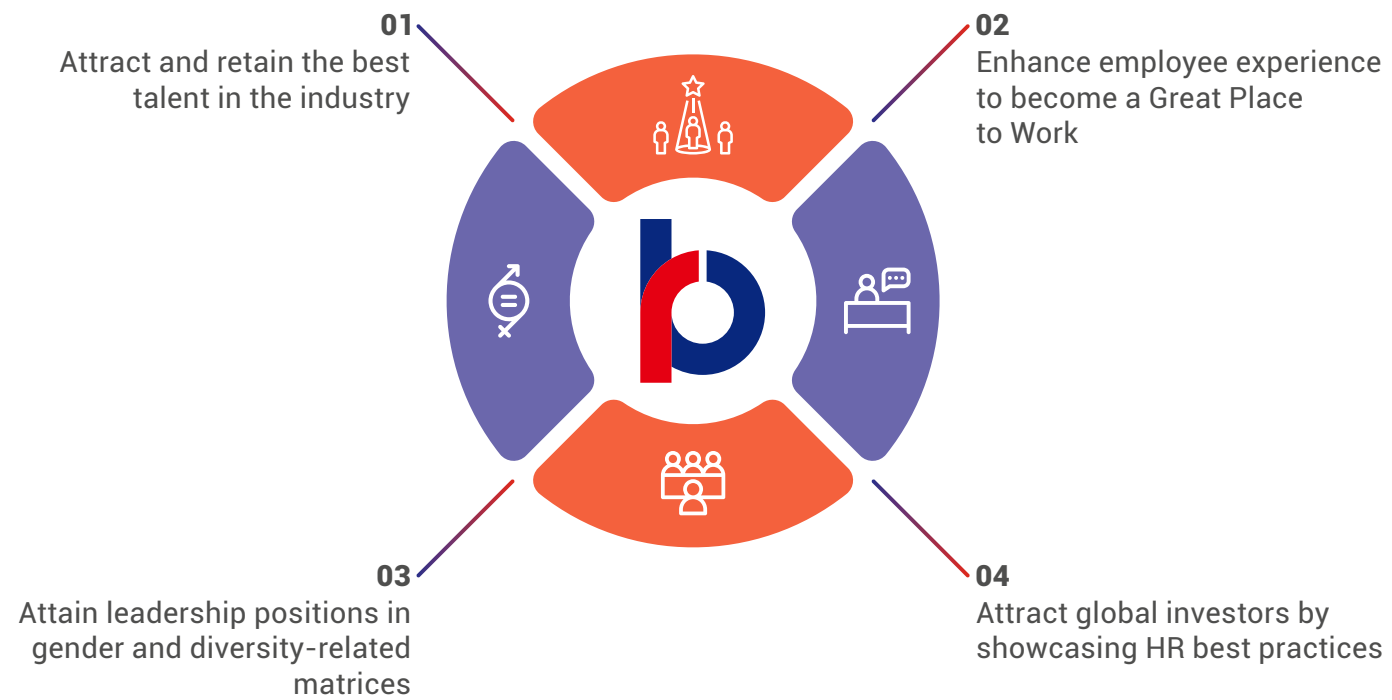 01
Attract and retain the best
talent in the industry
02
Enhance employee experience
to become a Great Place
to Work
03
Attain leadership positions in
gender and diversity-related
matrices
04
Attract global investors by
showcasing HR best practices